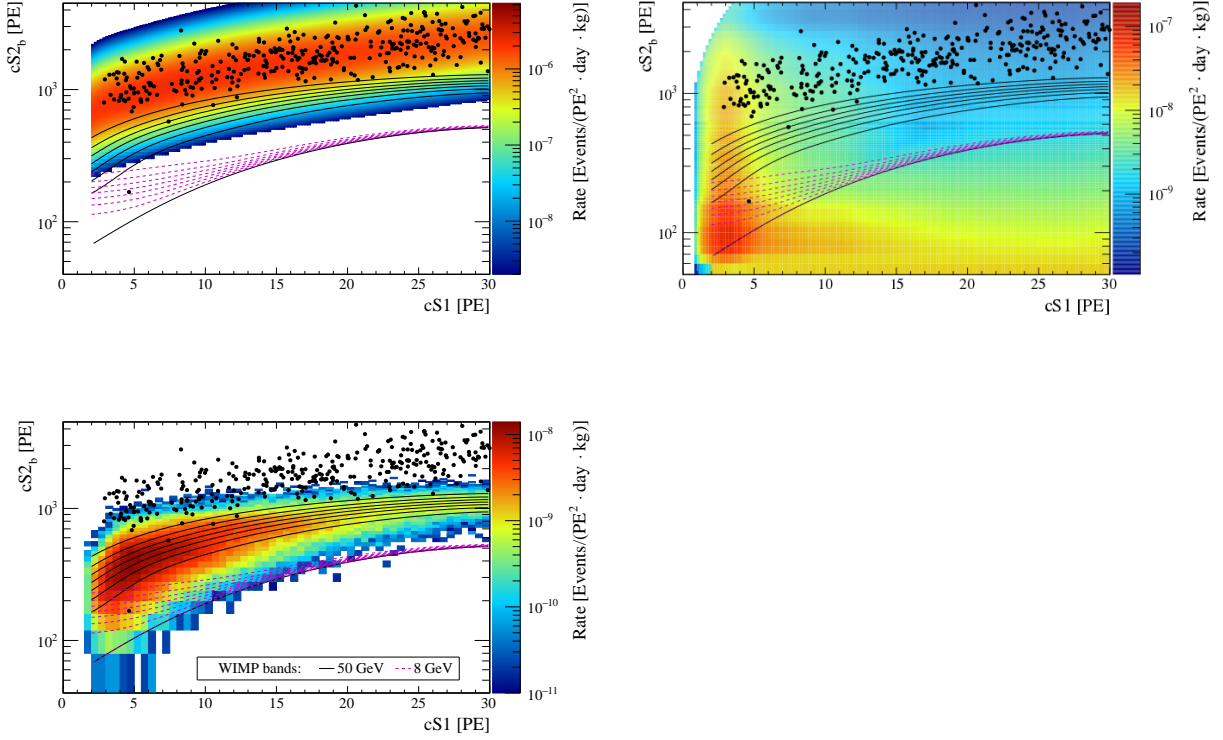 cS2_b [PE]
10^3
10^2
0 5 10 15 20 25 30
cS1 [PE]
10^−6
10^−7
10^−8
Rate [Events/(PE^2 · day · kg)]
cS2_b [PE]
10^3
10^2
0 5 10 15 20 25 30
cS1 [PE]
10^−7
10^−8
10^−9
Rate [Events/(PE^2 · day · kg)]
cS2_b [PE]
10^3
10^2
WIMP bands: 50 GeV 8 GeV
0 5 10 15 20 25 30
cS1 [PE]
10^−8
10^−9
10^−10
10^−11
Rate [Events/(PE^2 · day · kg)]